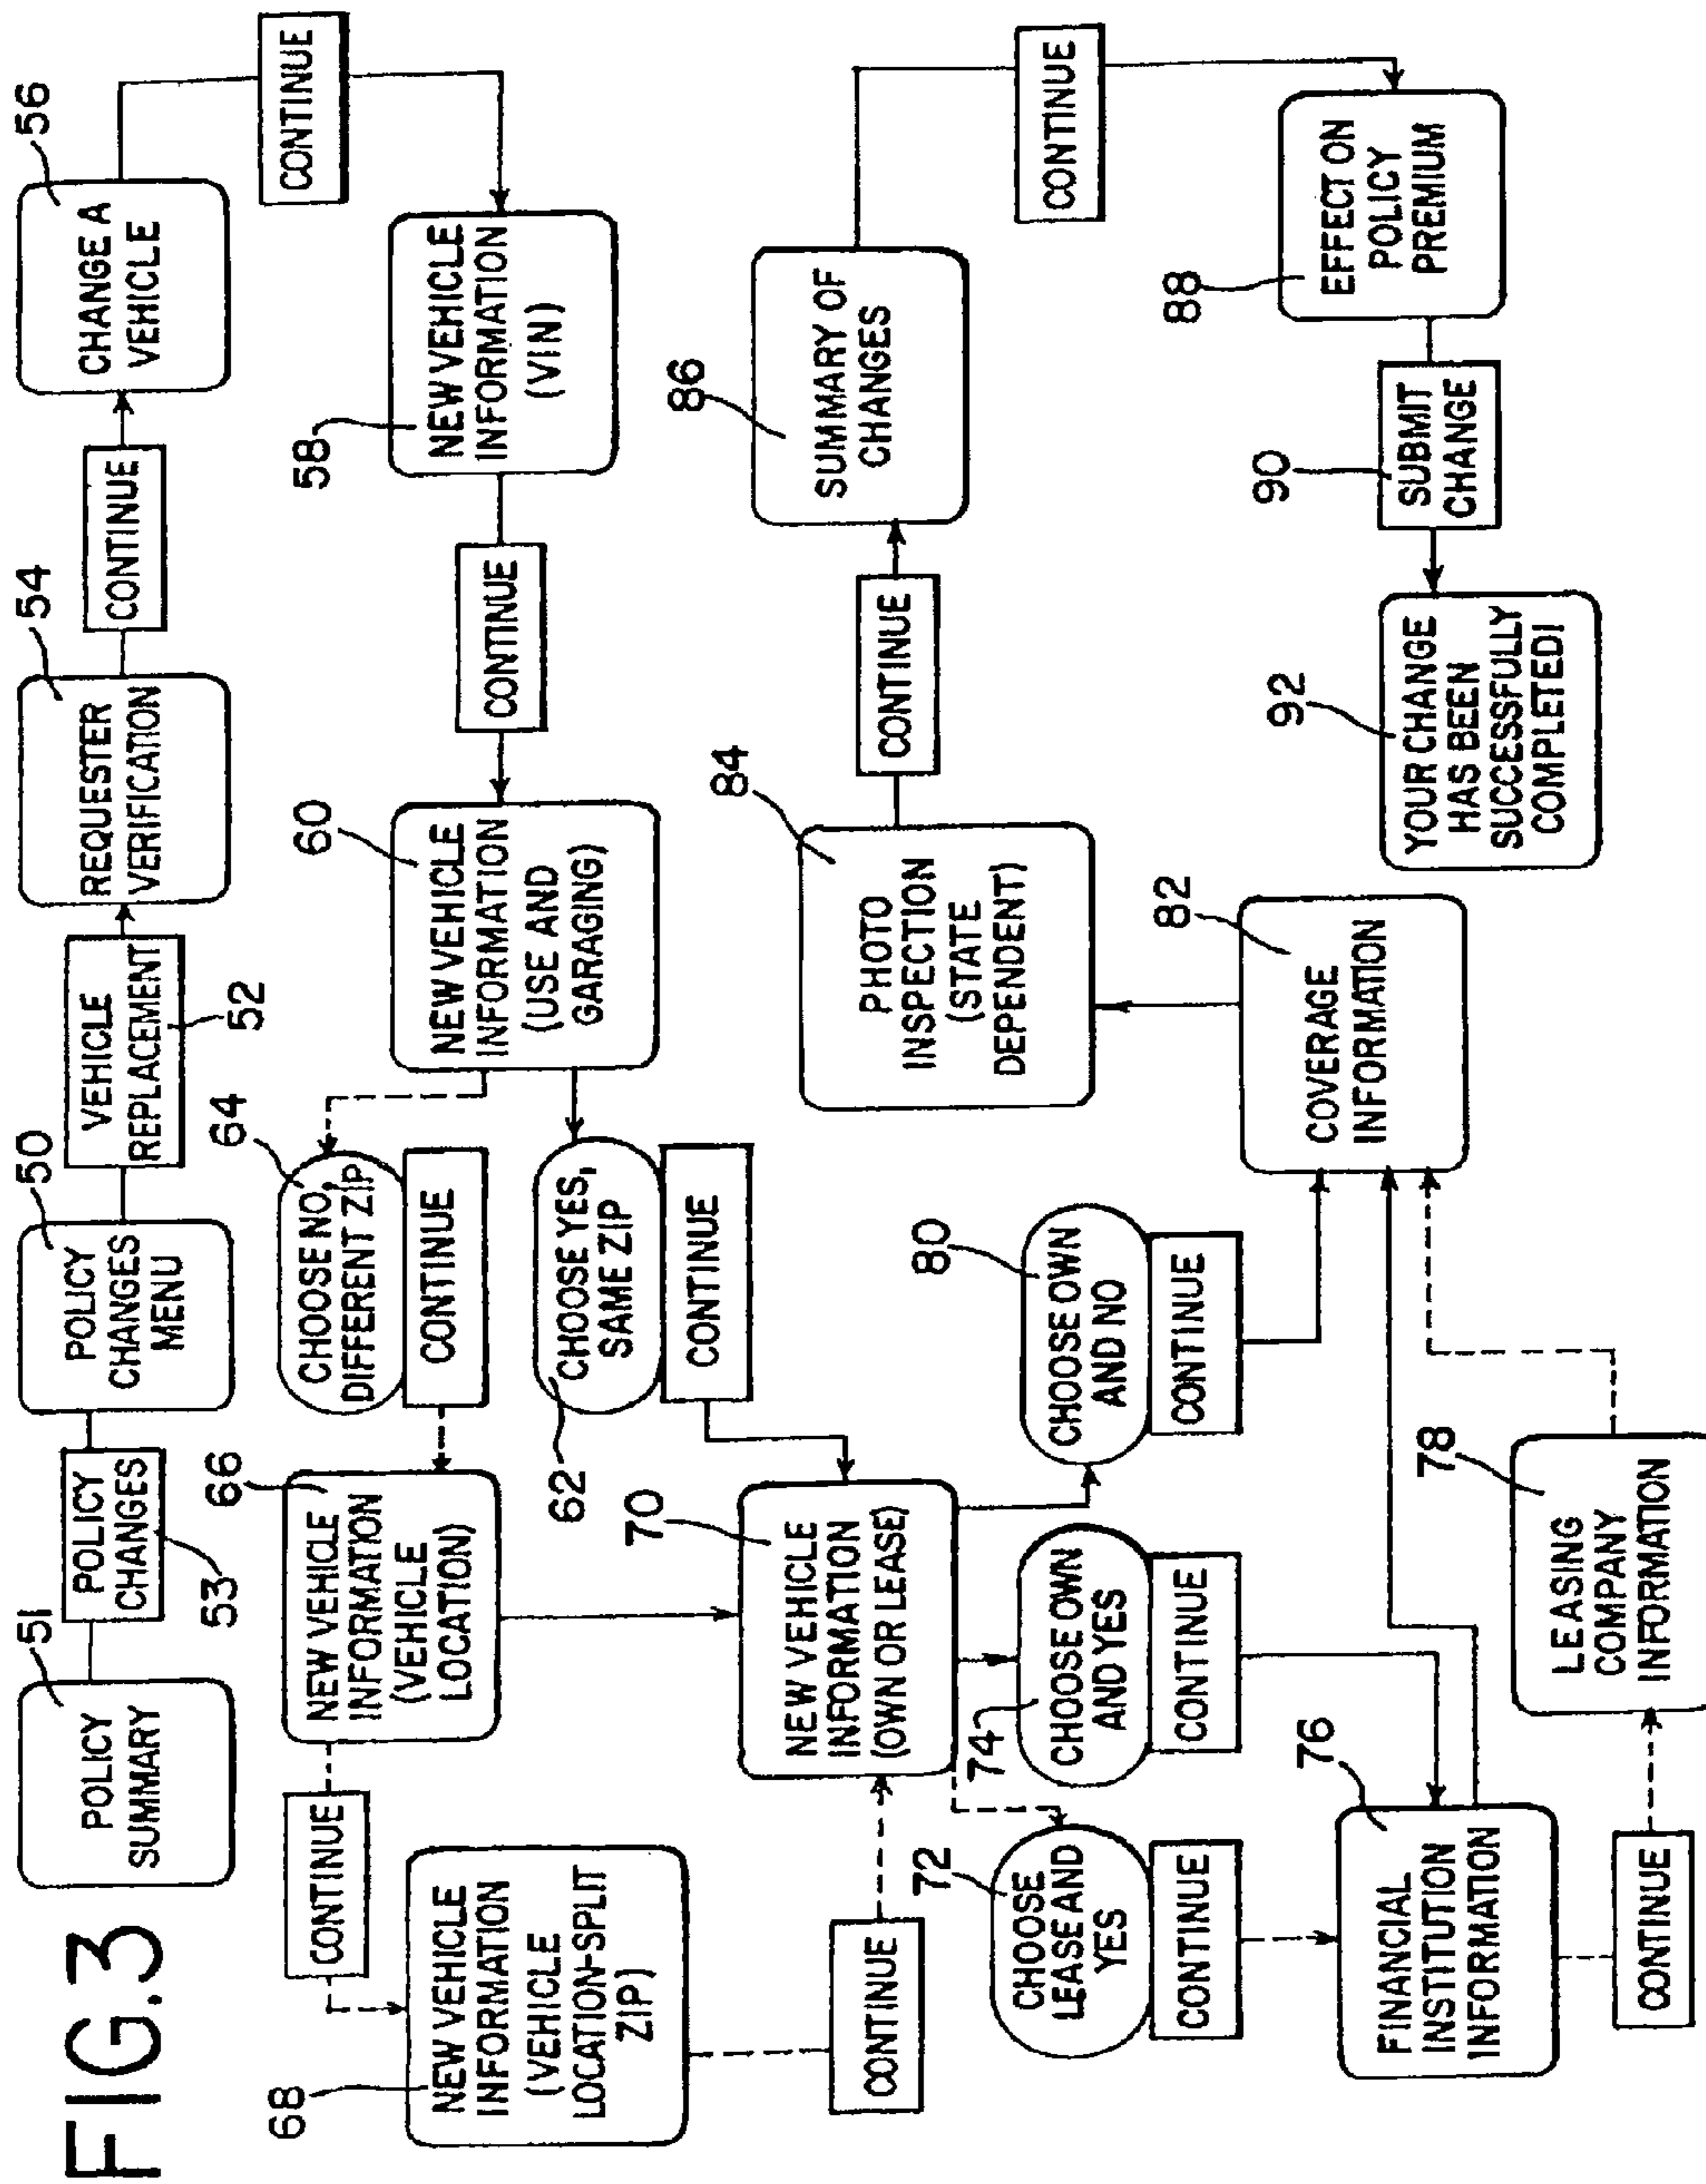 FIG.3
51
POLICY
SUMMARY
POLICY
CHANGES
53
50
POLICY
CHANGES
MENU
VEHICLE
REPLACEMENT
52
54
REQUESTER
VERIFICATION
CONTINUE
56
CHANGE A
VEHICLE
CONTINUE
58
NEW VEHICLE
INFORMATION
(VIN)
CONTINUE
60
NEW VEHICLE
INFORMATION
(USE AND
GARAGING)
64
CHOOSE NO,
DIFFERENT ZIP
CONTINUE
62
CHOOSE YES,
SAME ZIP
CONTINUE
66
NEW VEHICLE
INFORMATION
(VEHICLE
LOCATION)
CONTINUE
68
NEW VEHICLE
INFORMATION
(VEHICLE
LOCATION-SPLIT
ZIP)
CONTINUE
70
NEW VEHICLE
INFORMATION
(OWN OR LEASE)
72
CHOOSE
LEASE AND
YES
CONTINUE
74
CHOOSE OWN
AND YES
CONTINUE
80
CHOOSE OWN
AND NO
CONTINUE
76
FINANCIAL
INSTITUTION
INFORMATION
CONTINUE
78
LEASING
COMPANY
INFORMATION
82
COVERAGE
INFORMATION
84
PHOTO
INSPECTION
(STATE
DEPENDENT)
CONTINUE
86
SUMMARY OF
CHANGES
CONTINUE
88
EFFECT ON
POLICY
PREMIUM
90
SUBMIT
CHANGE
92
YOUR CHANGE
HAS BEEN
SUCCESSFULLY
COMPLETED!